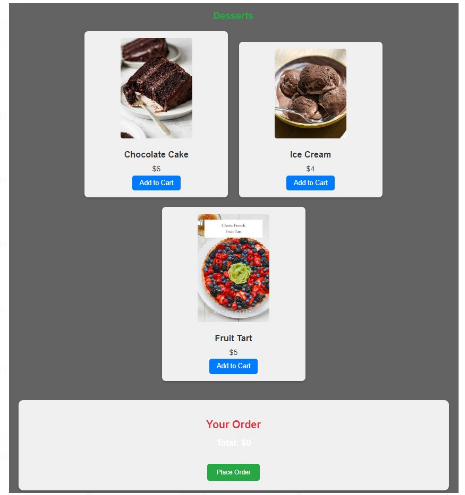 Desserts
Chocolate Cake
$5
Add to Cart
Ice Cream
$4
Add to Cart
Fruit Tart
$5
Add to Cart
Your Order
Total: $0
Place Order